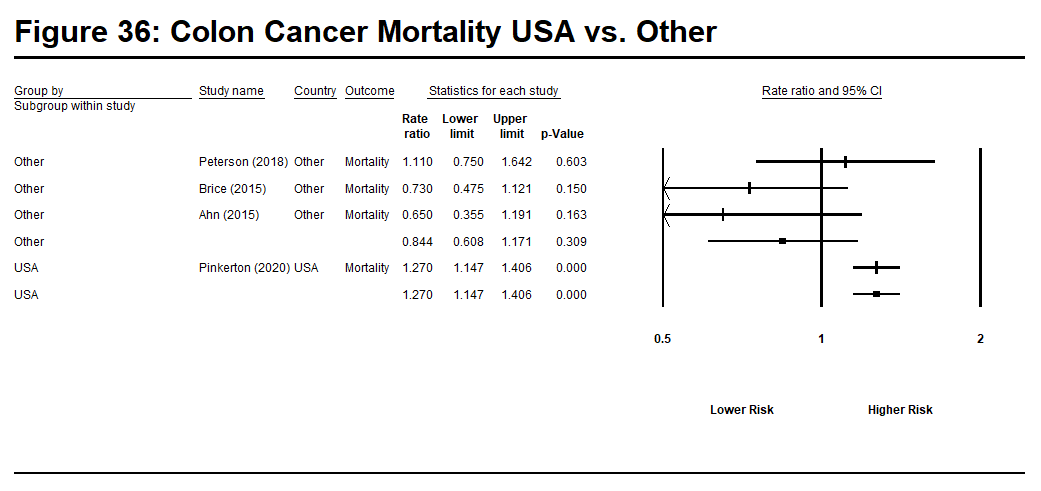 Figure 36: Colon Cancer Mortality USA vs. Other
Group by Study name Country Outcome Statistics for each study Rate ratio and 95% CI
Subgroup within study
Rate Lower Upper
ratio limit limit p-Value
Other Peterson (2018) Other Mortality 1.110 0.750 1.642 0.603
Other Brice (2015) Other Mortality 0.730 0.475 1.121 0.150
Other Ahn (2015) Other Mortality 0.650 0.355 1.191 0.163
Other 0.844 0.608 1.171 0.309
USA Pinkerton (2020) USA Mortality 1.270 1.147 1.406 0.000
USA 1.270 1.147 1.406 0.000
0.5 1 2
Lower Risk Higher Risk